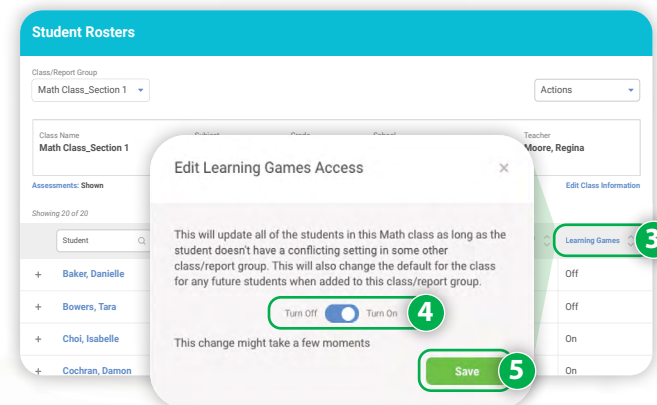 Student Rosters
Class/Report Group
Math Class_Section 1
Actions
Class Name
Subject
Grade
School
Teacher
Math Class_Section 1
Moore, Regina
Assessments: Shown
Edit Class Information
Showing 20 of 20
Student
Learning Games
3
+ Baker, Danielle
Off
+ Bowers, Tara
Off
+ Choi, Isabelle
On
+ Cochran, Damon
On
Edit Learning Games Access
×
This will update all of the students in this Math class as long as the
student doesn't have a conflicting setting in some other
class/report group. This will also change the default for the class
for any future students when added to this class/report group.
Turn Off
Turn On
4
This change might take a few moments
Save
5